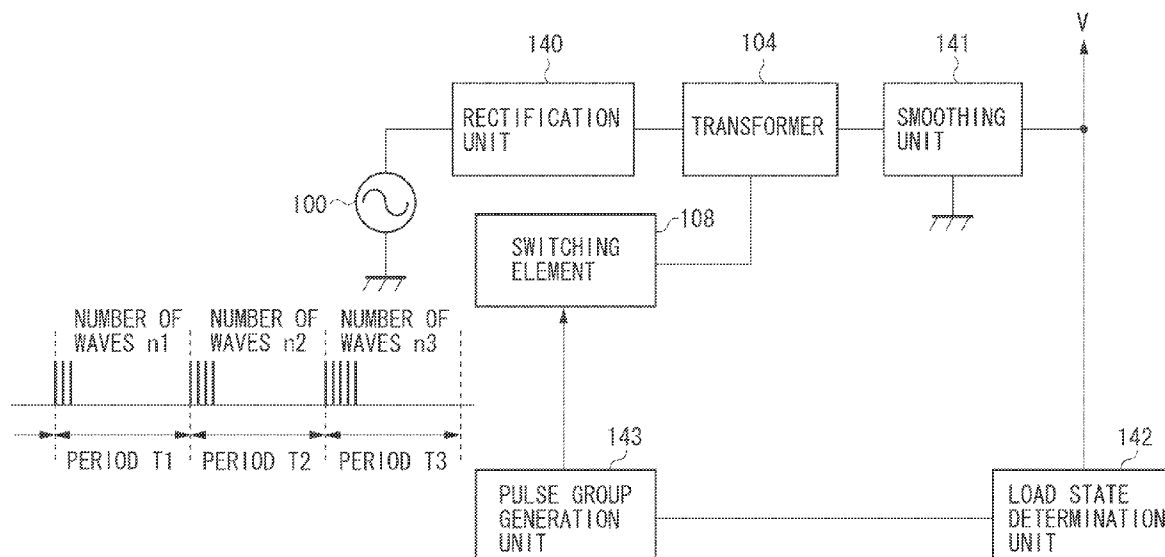 140
104
141
V
RECTIFICATION
UNIT
TRANSFORMER
SMOOTHING
UNIT
100
108
SWITCHING
ELEMENT
NUMBER OF
WAVES n1
NUMBER OF
WAVES n2
NUMBER OF
WAVES n3
PERIOD T1
PERIOD T2
PERIOD T3
143
142
PULSE GROUP
GENERATION
UNIT
LOAD STATE
DETERMINATION
UNIT